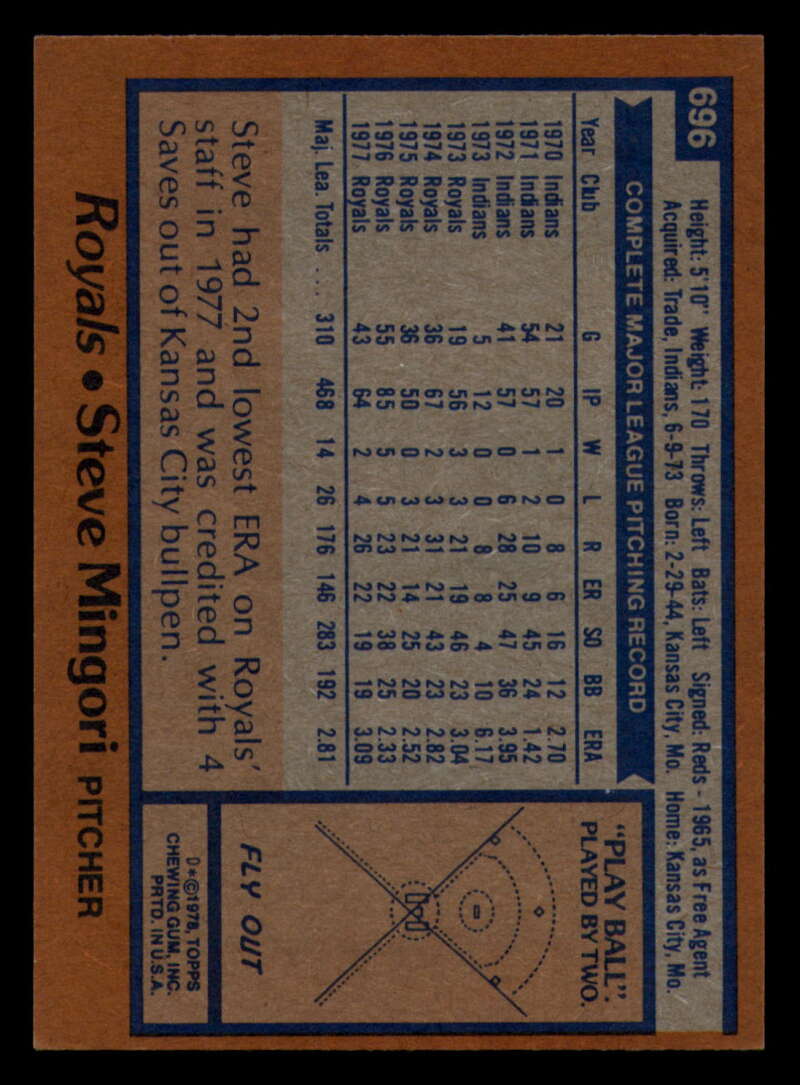 696
Height: 5'10" Weight: 170 Throws: Left Bats: Left Signed: Reds - 1965, as Free Agent
Acquired: Trade, Indians, 6-9-73 Born: 2-29-44, Kansas City, Mo. Home: Kansas City, Mo.
COMPLETE MAJOR LEAGUE PITCHING RECORD
Year Club G IP W L R ER SO BB ERA
1970 Indians 21 20 1 0 8 6 16 12 2.70
1971 Indians 54 57 1 2 10 9 45 24 1.42
1972 Indians 41 57 0 6 28 25 47 36 3.95
1973 Indians 5 12 0 0 8 8 4 10 6.17
1973 Royals 19 56 3 3 21 19 46 23 3.04
1974 Royals 36 67 2 3 31 21 43 23 2.82
1975 Royals 36 50 0 3 21 14 25 20 2.52
1976 Royals 55 85 5 5 23 22 38 25 2.33
1977 Royals 43 64 2 4 26 22 19 19 3.09
Maj. Lea. Totals ... 310 468 14 26 176 146 283 192 2.81
Steve had 2nd lowest ERA on Royals'
staff in 1977 and was credited with 4
Saves out of Kansas City bullpen.
"PLAY BALL":
PLAYED BY TWO.
FLY OUT
D*©1978, TOPPS
CHEWING GUM, INC.
PRTD. IN U.S.A.
Royals • Steve Mingori PITCHER